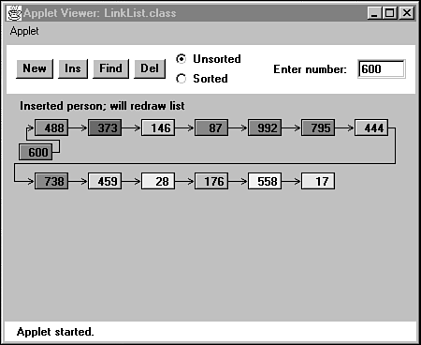 Applet Viewer: LinkList.class
Applet
New Ins Find Del Unsorted Sorted Enter number: 600
Inserted person; will redraw list
488 373 146 87 992 795 444
600
738 459 28 176 558 17
Applet started.